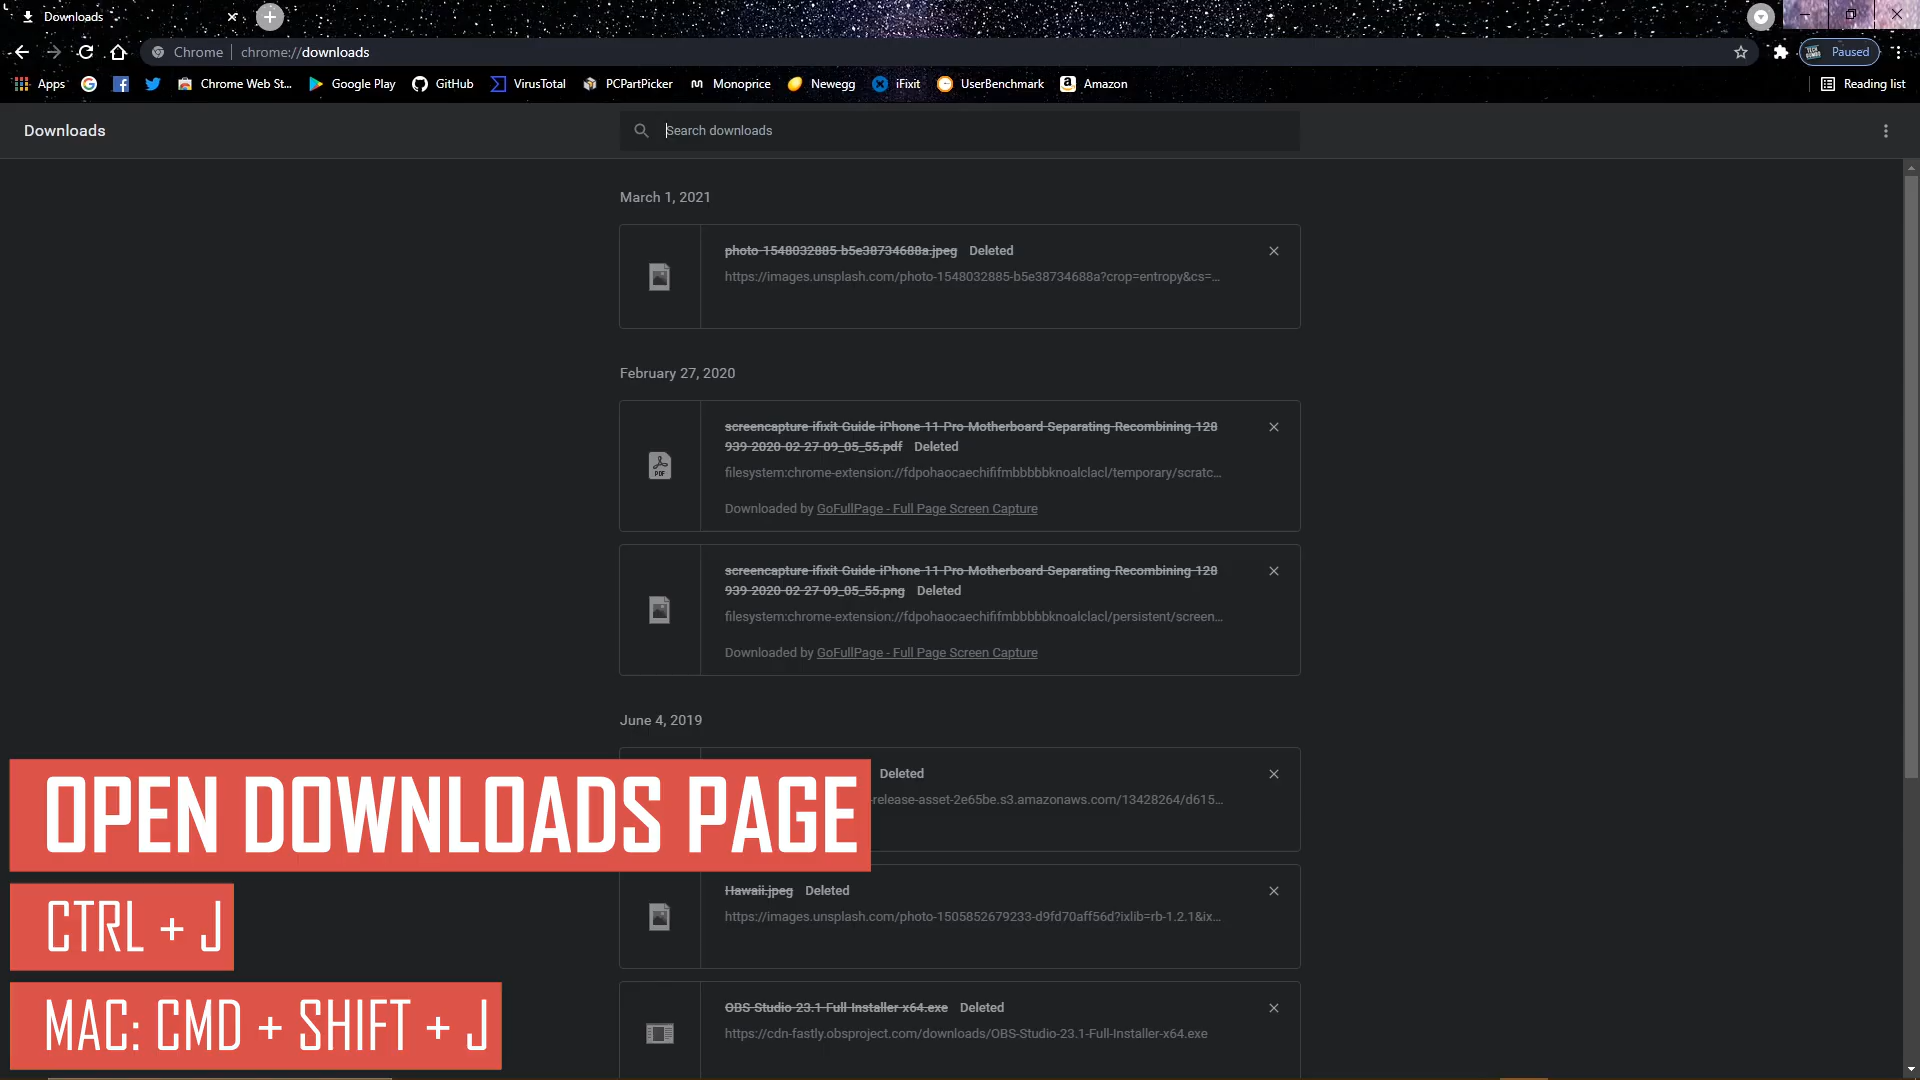 Downloads
Chrome | chrome://downloads
Paused
Apps
Chrome Web St...
Google Play
GitHub
VirusTotal
PCPartPicker
Monoprice
Newegg
iFixit
UserBenchmark
Amazon
Reading list
Downloads
Search downloads
March 1, 2021
photo-1548032885-b5e38734688a.jpeg Deleted
https://images.unsplash.com/photo-1548032885-b5e38734688a?crop=entropy&cs=...
February 27, 2020
screencapture-ifixit-Guide-iPhone-11-Pro-Motherboard-Separating-Recombining-128
939-2020-02-27-09_05_55.pdf Deleted
filesystem:chrome-extension://fdpohaocaechififmbbbbbknoalclacl/temporary/scratc...
Downloaded by GoFullPage - Full Page Screen Capture
screencapture-ifixit-Guide-iPhone-11-Pro-Motherboard-Separating-Recombining-128
939-2020-02-27-09_05_55.png Deleted
filesystem:chrome-extension://fdpohaocaechififmbbbbbknoalclacl/persistent/screen...
Downloaded by GoFullPage - Full Page Screen Capture
June 4, 2019
Deleted
-release-asset-2e65be.s3.amazonaws.com/13428264/d615...
OPEN DOWNLOADS PAGE
Hawaii.jpeg Deleted
https://images.unsplash.com/photo-1505852679233-d9fd70aff56d?ixlib=rb-1.2.1&ix...
CTRL + J
OBS-Studio-23.1-Full-Installer-x64.exe Deleted
https://cdn-fastly.obsproject.com/downloads/OBS-Studio-23.1-Full-Installer-x64.exe
MAC: CMD + SHIFT + J